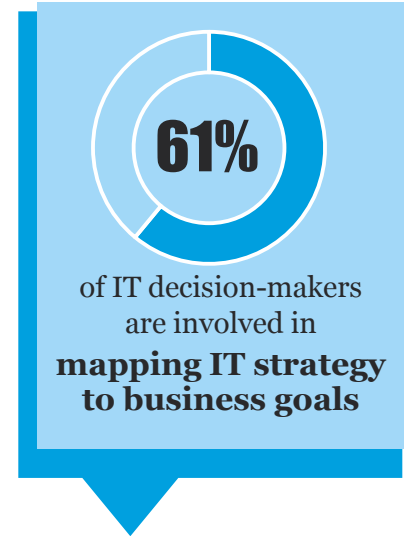 61%
of IT decision-makers
are involved in
mapping IT strategy
to business goals